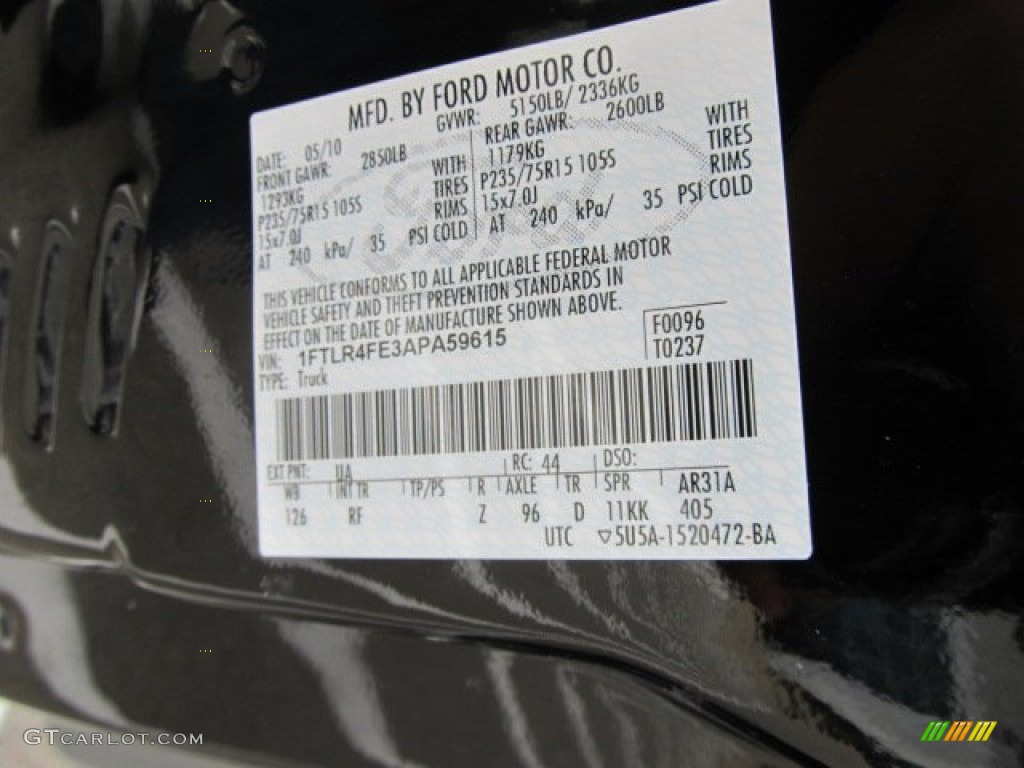 MFD. BY FORD MOTOR CO.
DATE: 05/10 GVWR: 5150LB/ 2336KG
FRONT GAWR: 2850LB REAR GAWR: 2600LB
1293KG WITH 1179KG WITH
P235/75R15 105S TIRES P235/75R15 105S TIRES
15x7.0J RIMS 15x7.0J RIMS
AT 240 kPa/ 35 PSI COLD AT 240 kPa/ 35 PSI COLD
THIS VEHICLE CONFORMS TO ALL APPLICABLE FEDERAL MOTOR
VEHICLE SAFETY AND THEFT PREVENTION STANDARDS IN
EFFECT ON THE DATE OF MANUFACTURE SHOWN ABOVE.
VIN: 1FTLR4FE3APA59615 F0096
TYPE: Truck T0237
EXT PNT: UA RC: 44 DSO:
WB INT TR TP/PS R AXLE TR SPR AR31A
126 RF Z 96 D 11KK 405
UTC ▽5U5A-1520472-BA
GTCARLOT.COM